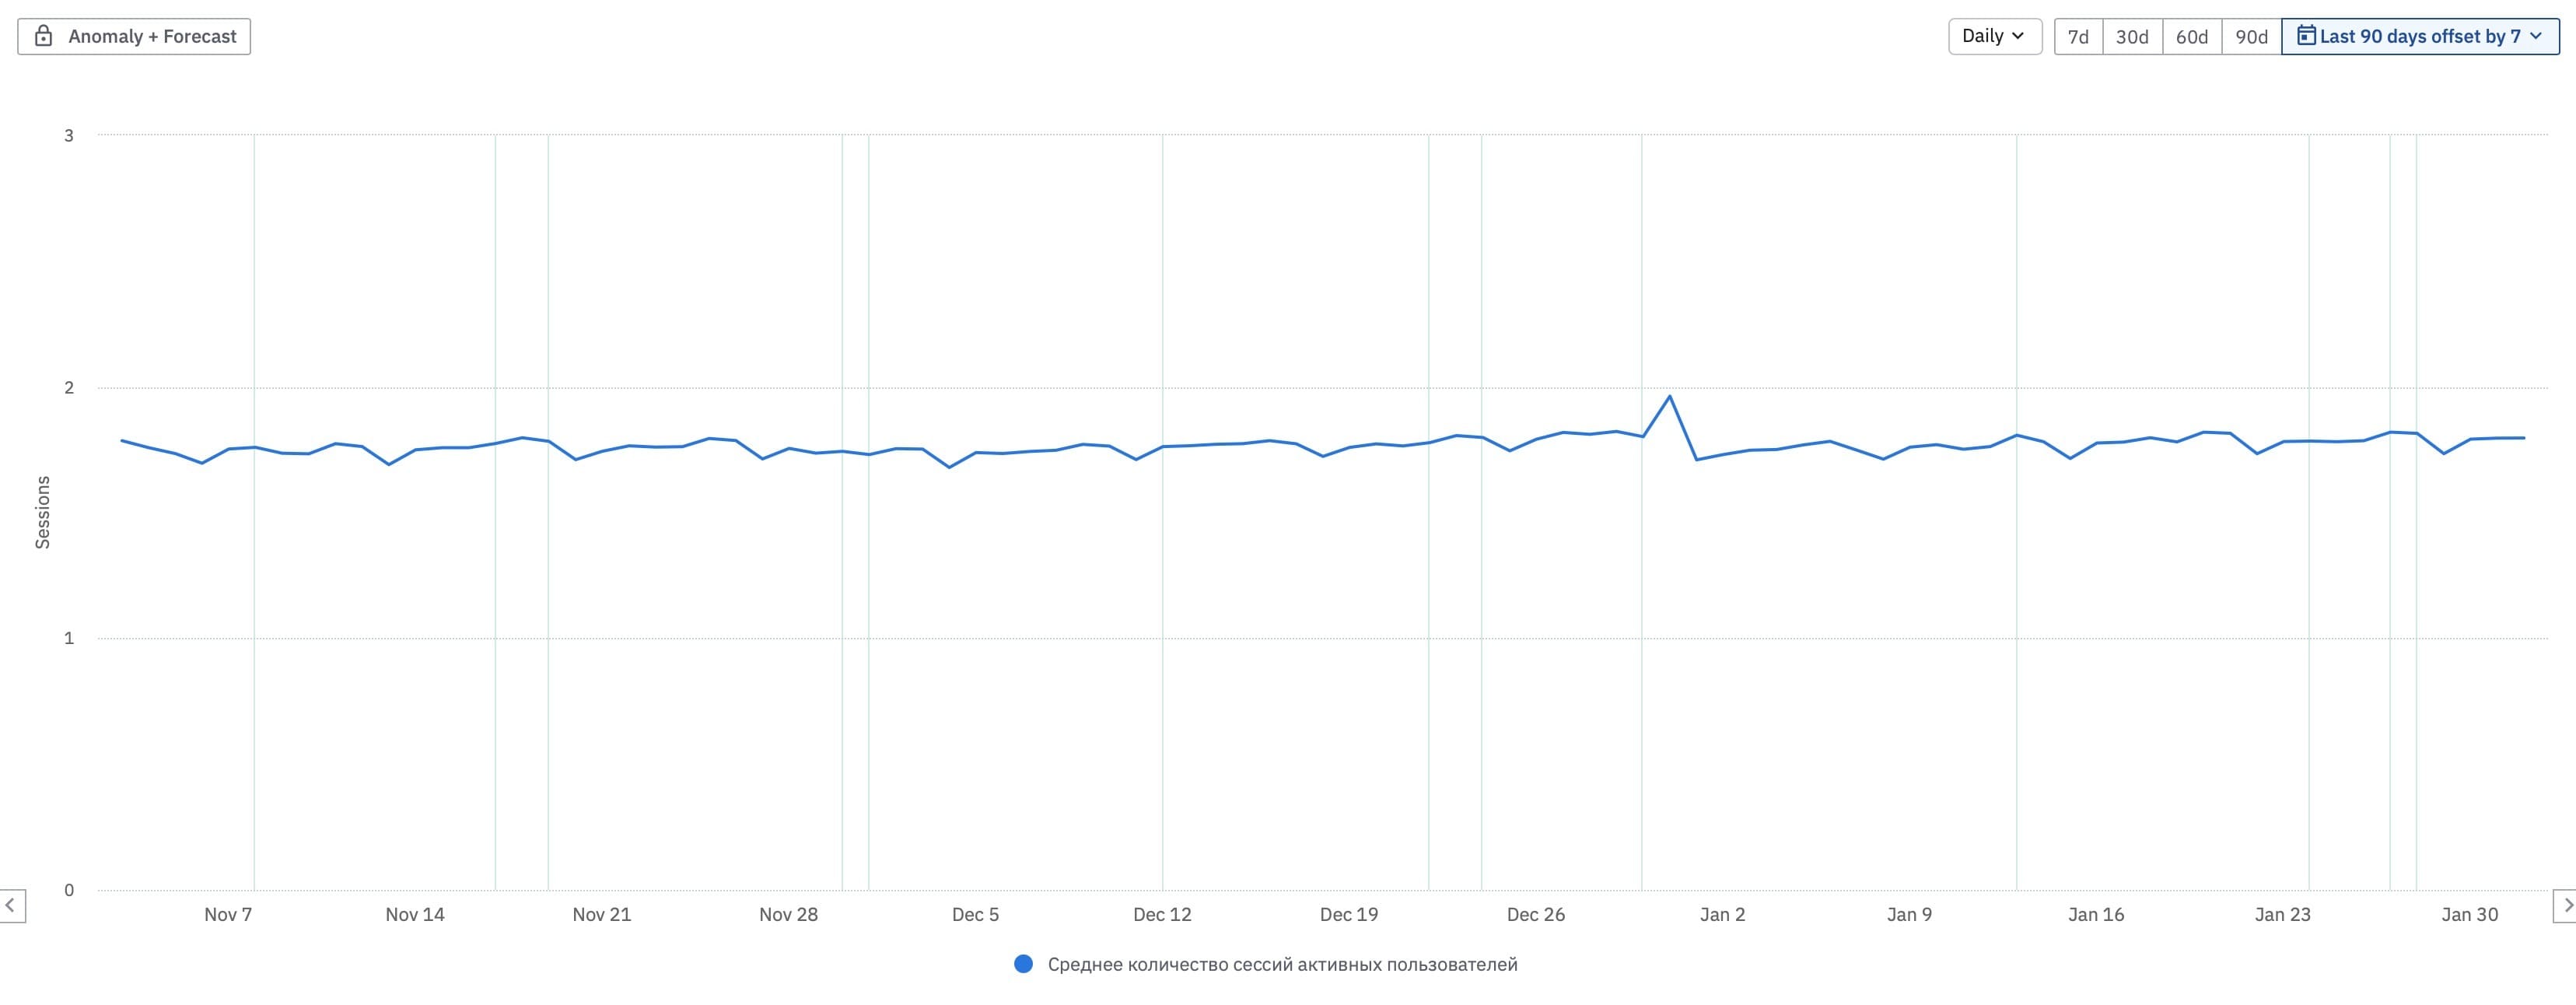 Anomaly + Forecast
Daily 7d 30d 60d 90d Last 90 days offset by 7
3
2
1
0
Sessions
Nov 7 Nov 14 Nov 21 Nov 28 Dec 5 Dec 12 Dec 19 Dec 26 Jan 2 Jan 9 Jan 16 Jan 23 Jan 30
Среднее количество сессий активных пользователей